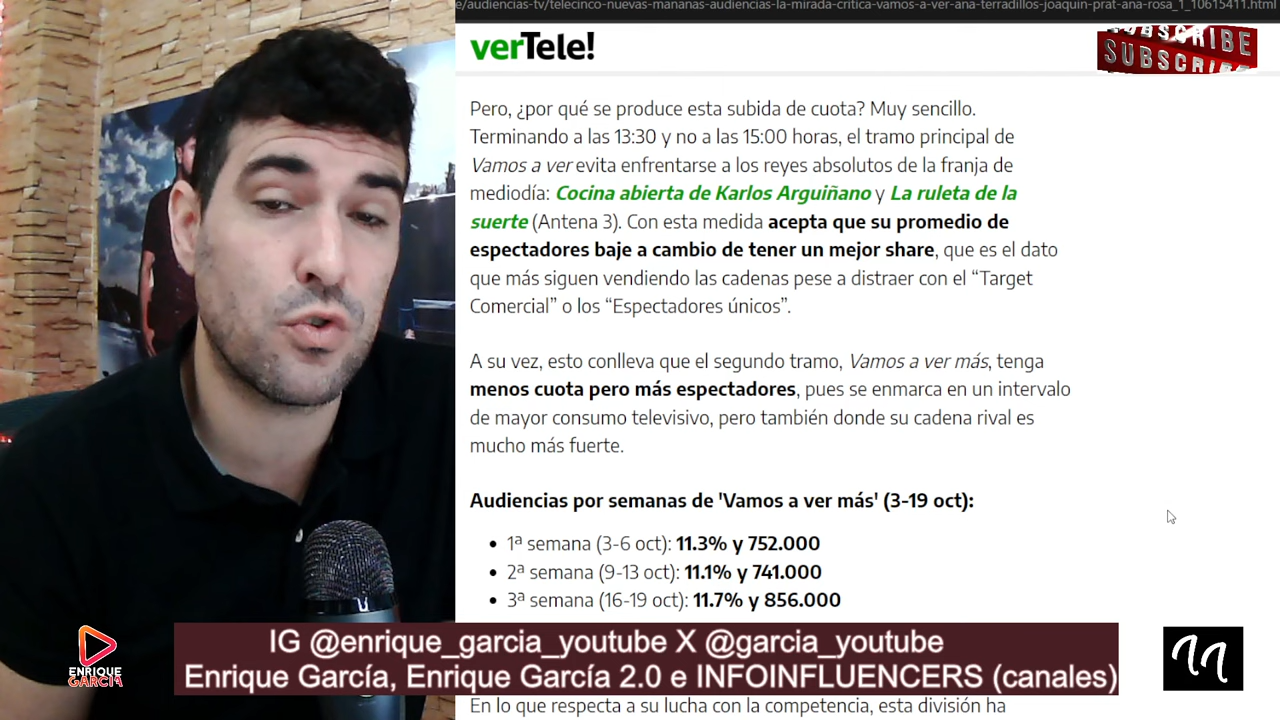 e/audiencias-tv/telecinco-nuevas-mananas-audiencias-la-mirada-critica-vamos-a-ver-ana-terradillos-joaquin-prat-ana-rosa_1_10615411.html
verTele!
SUBSCRIBE
SUBSCRIBE
Pero, ¿por qué se produce esta subida de cuota? Muy sencillo.
Terminando a las 13:30 y no a las 15:00 horas, el tramo principal de
Vamos a ver evita enfrentarse a los reyes absolutos de la franja de
mediodía: Cocina abierta de Karlos Arguiñano y La ruleta de la
suerte (Antena 3). Con esta medida acepta que su promedio de
espectadores baje a cambio de tener un mejor share, que es el dato
que más siguen vendiendo las cadenas pese a distraer con el “Target
Comercial” o los “Espectadores únicos”.
A su vez, esto conlleva que el segundo tramo, Vamos a ver más, tenga
menos cuota pero más espectadores, pues se enmarca en un intervalo
de mayor consumo televisivo, pero también donde su cadena rival es
mucho más fuerte.
Audiencias por semanas de 'Vamos a ver más' (3-19 oct):
• 1ª semana (3-6 oct): 11.3% y 752.000
• 2ª semana (9-13 oct): 11.1% y 741.000
• 3ª semana (16-19 oct): 11.7% y 856.000
IG @enrique_garcia_youtube X @garcia_youtube
Enrique García, Enrique García 2.0 e INFOINFLUENCERS (canales)
ENRIQUE
GARCÍA
En lo que respecta a su lucha con la competencia, esta división ha